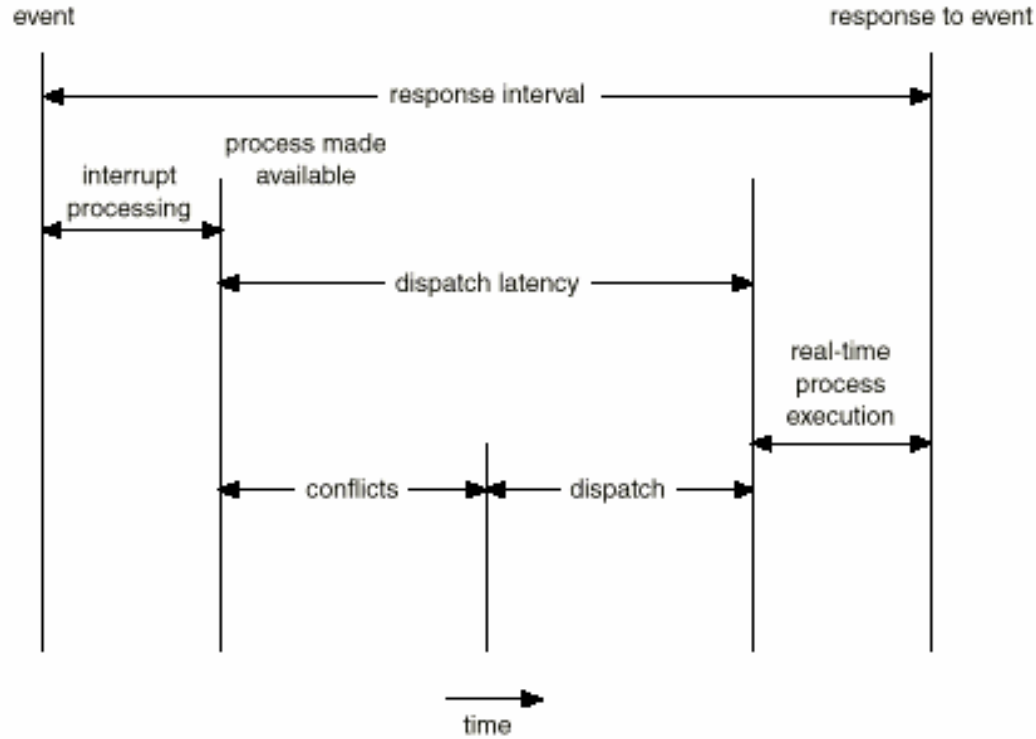 event
response to event
response interval
process made
available
interrupt
processing
dispatch latency
real-time
process
execution
conflicts
dispatch
time